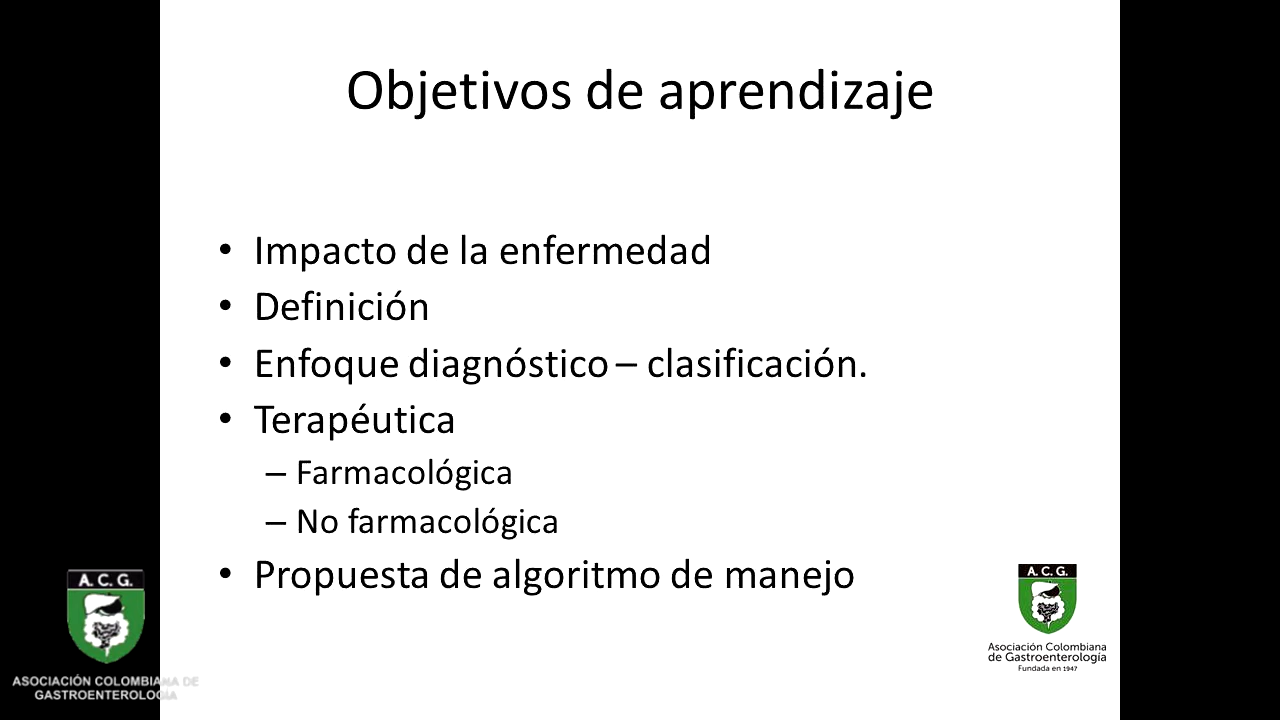 Objetivos de aprendizaje
• Impacto de la enfermedad
• Definición
• Enfoque diagnóstico – clasificación.
• Terapéutica
– Farmacológica
– No farmacológica
• Propuesta de algoritmo de manejo
A. C. G.
ASOCIACIÓN COLOMBIANA DE
GASTROENTEROLOGÍA
A. C. G.
Asociación Colombiana
de Gastroenterología
Fundada en 1947